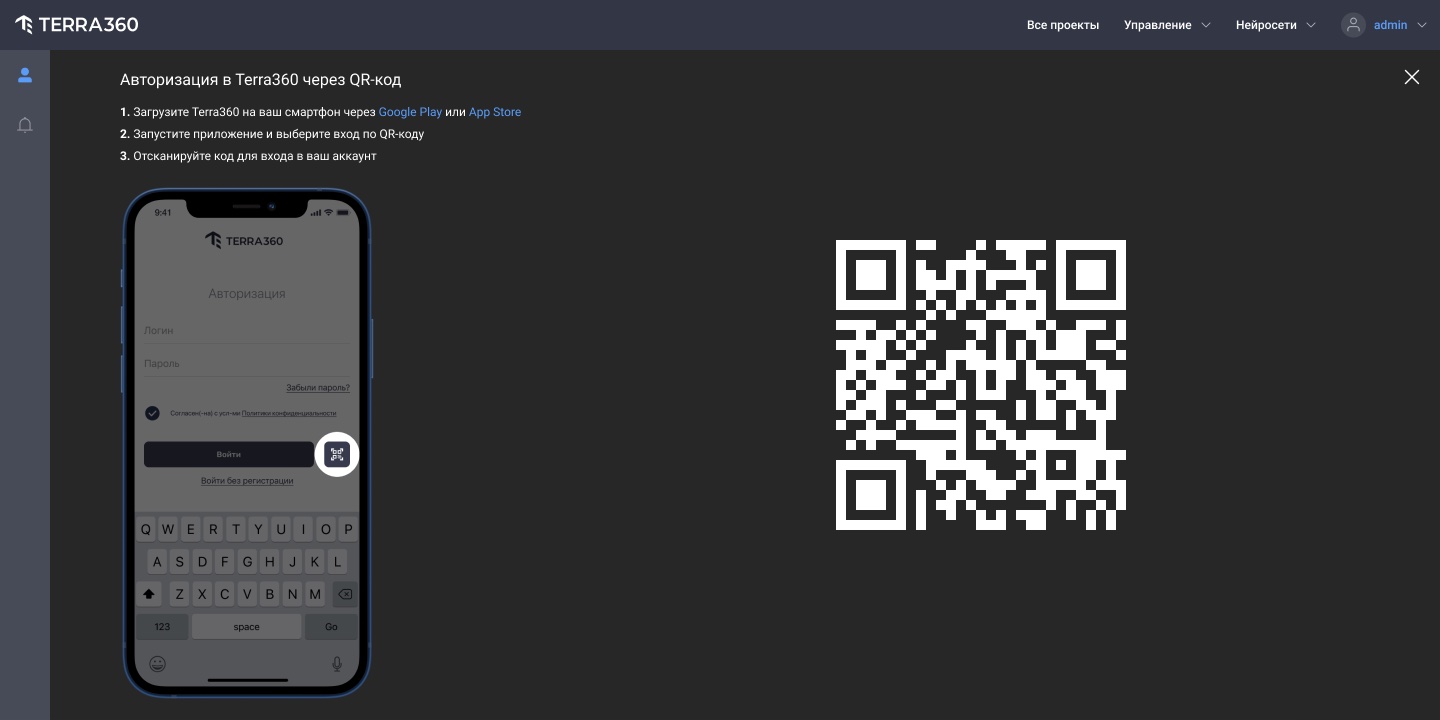 TERRA360
Все проекты Управление Нейросети admin
Авторизация в Terra360 через QR-код
1. Загрузите Terra360 на ваш смартфон через Google Play или App Store
2. Запустите приложение и выберите вход по QR-коду
3. Отсканируйте код для входа в ваш аккаунт
9:41
TERRA360
Авторизация
Логин
Пароль
Забыли пароль?
Согласен(-на) с усл-ми Политики конфиденциальности
Войти
Войти без регистрации
Q W E R T Y U I O P
A S D F G H J K L
Z X C V B N M
123 space Go